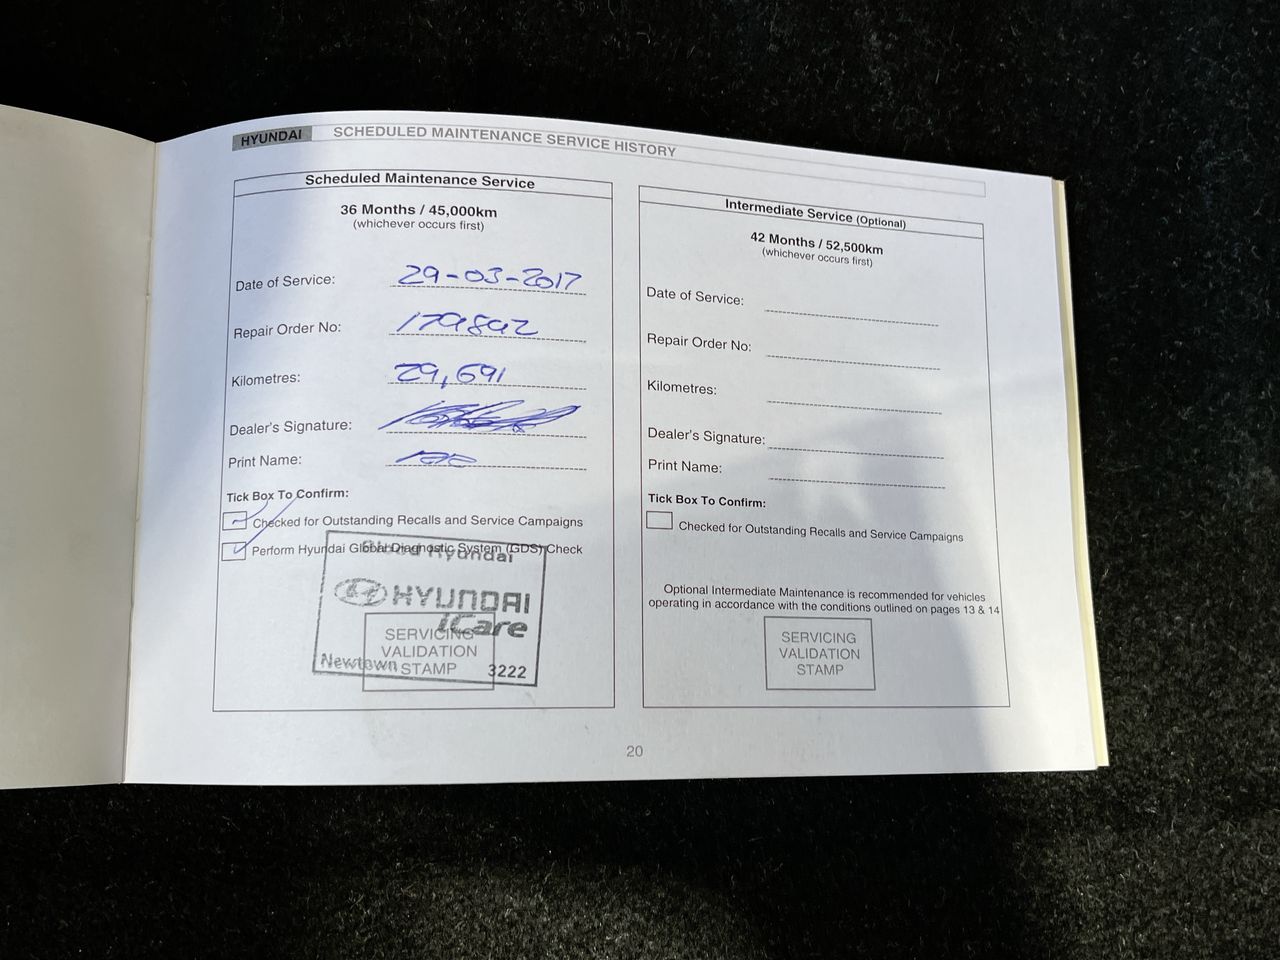 HYUNDAI SCHEDULED MAINTENANCE SERVICE HISTORY
Scheduled Maintenance Service
36 Months / 45,000km
(whichever occurs first)
Date of Service: 29-03-2017
Repair Order No: 179892
Kilometres: 29,691
Dealer's Signature:
Print Name:
Tick Box To Confirm:
Checked for Outstanding Recalls and Service Campaigns
Perform Hyundai Global Diagnostic System (GDS) Check
Hyundai
HYUNDAI
iCare
Newtown 3222
SERVICING
VALIDATION
STAMP
Intermediate Service (Optional)
42 Months / 52,500km
(whichever occurs first)
Date of Service:
Repair Order No:
Kilometres:
Dealer's Signature:
Print Name:
Tick Box To Confirm:
Checked for Outstanding Recalls and Service Campaigns
Optional Intermediate Maintenance is recommended for vehicles
operating in accordance with the conditions outlined on pages 13 & 14
SERVICING
VALIDATION
STAMP
20